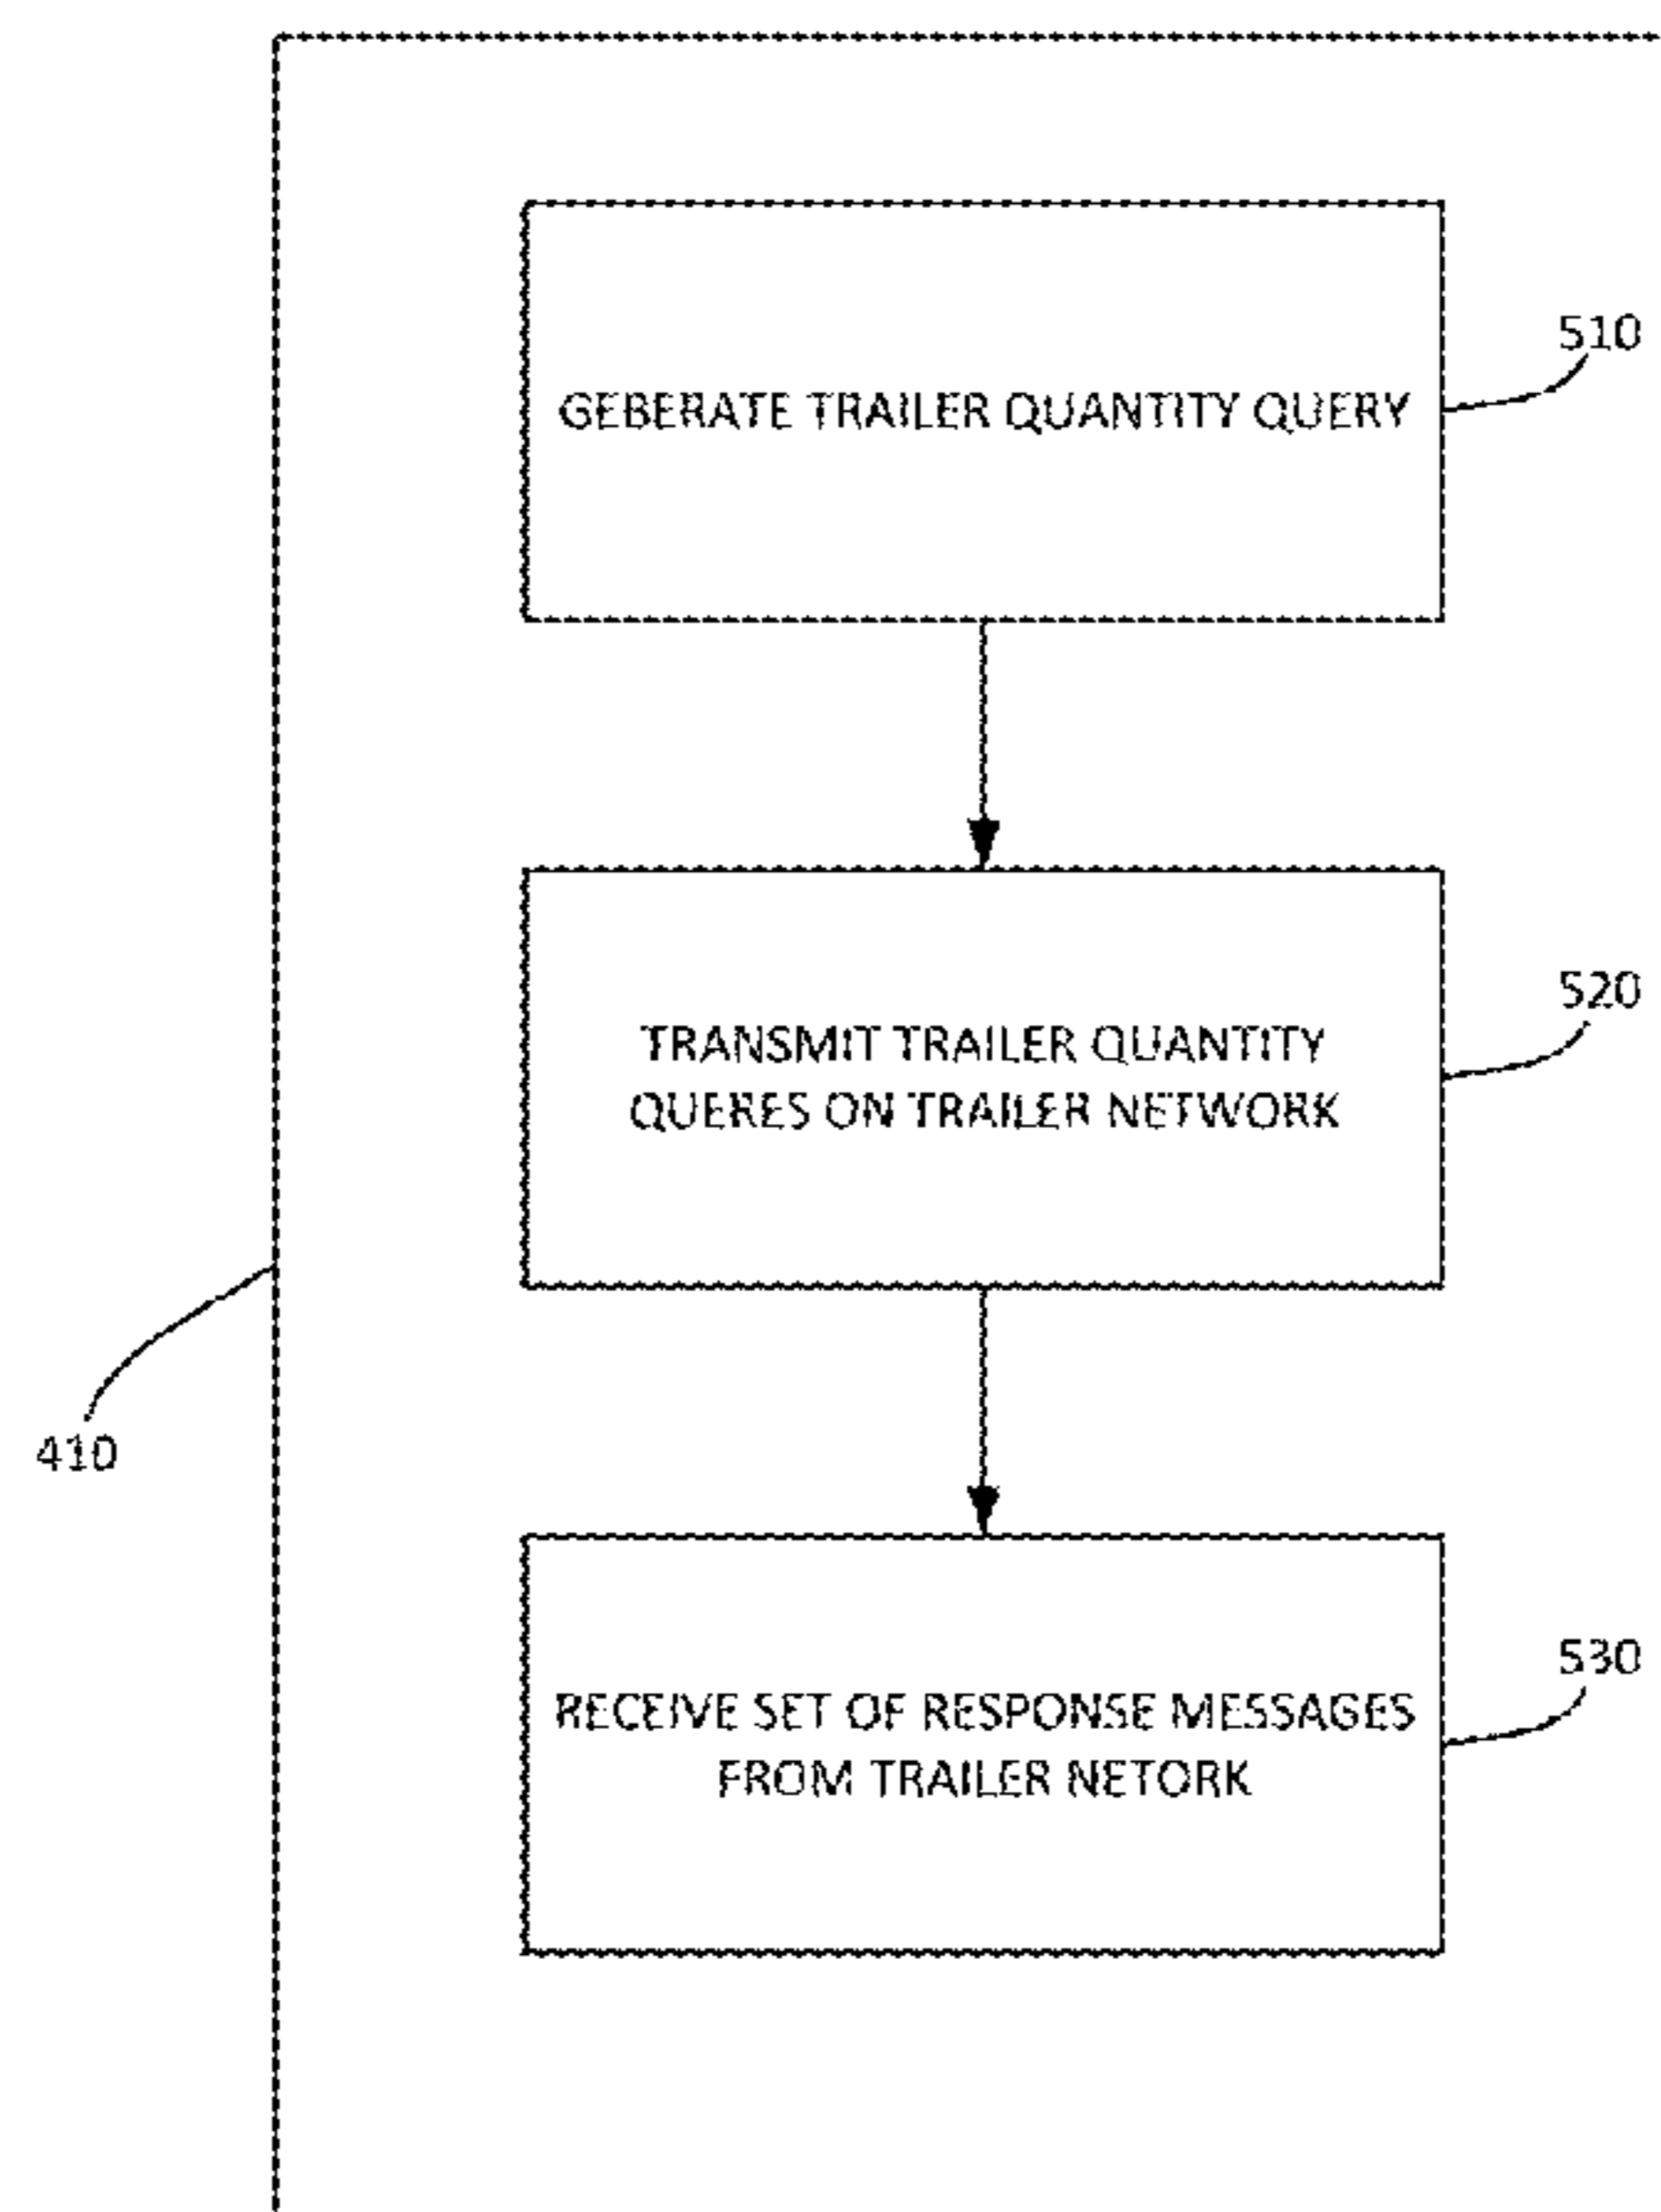 510
GEBERATE TRAILER QUANTITY QUERY
520
TRANSMIT TRAILER QUANTITY
QUERES ON TRAILER NETWORK
410
530
RECEIVE SET OF RESPONSE MESSAGES
FROM TRAILER NETORK